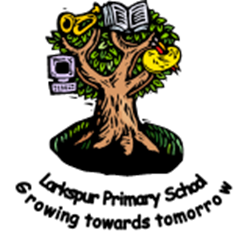 Larkspur Primary School
Growing towards tomorrow